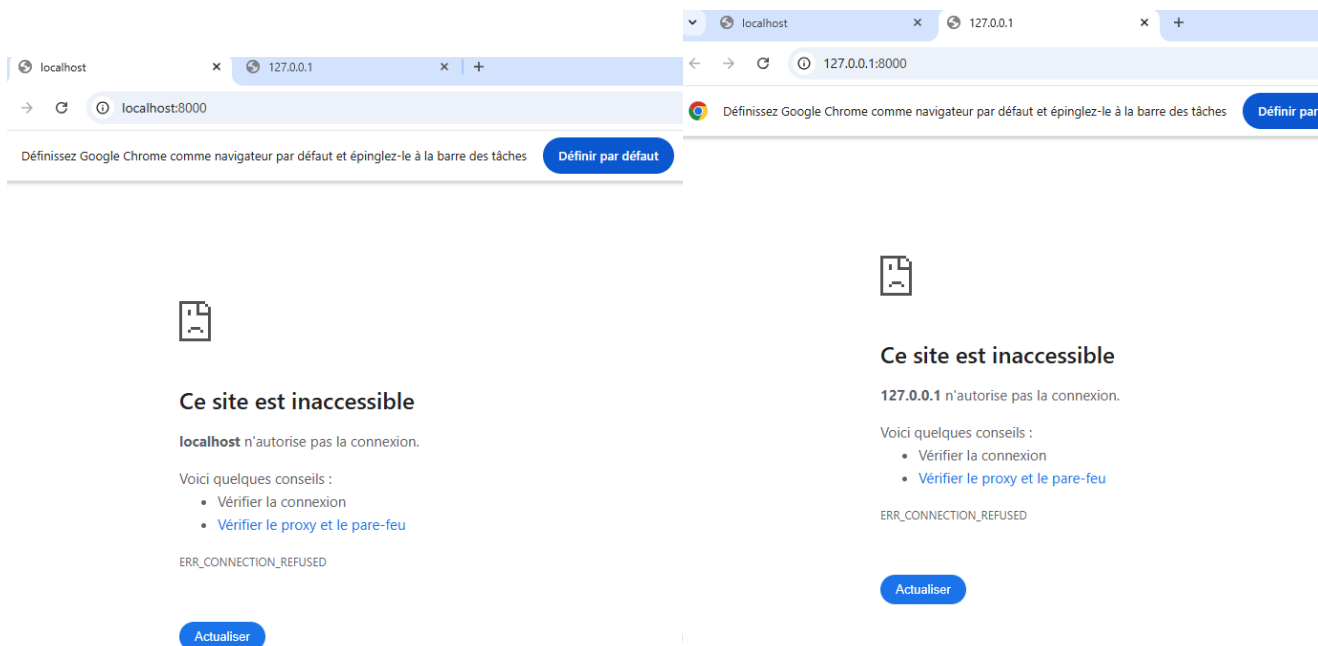 localhost
127.0.0.1
localhost:8000
Définissez Google Chrome comme navigateur par défaut et épinglez-le à la barre des tâches
Définir par défaut
Ce site est inaccessible
localhost n'autorise pas la connexion.
Voici quelques conseils :
Vérifier la connexion
Vérifier le proxy et le pare-feu
ERR_CONNECTION_REFUSED
Actualiser
localhost
127.0.0.1
127.0.0.1:8000
Définissez Google Chrome comme navigateur par défaut et épinglez-le à la barre des tâches
Définir par
Ce site est inaccessible
127.0.0.1 n'autorise pas la connexion.
Voici quelques conseils :
Vérifier la connexion
Vérifier le proxy et le pare-feu
ERR_CONNECTION_REFUSED
Actualiser